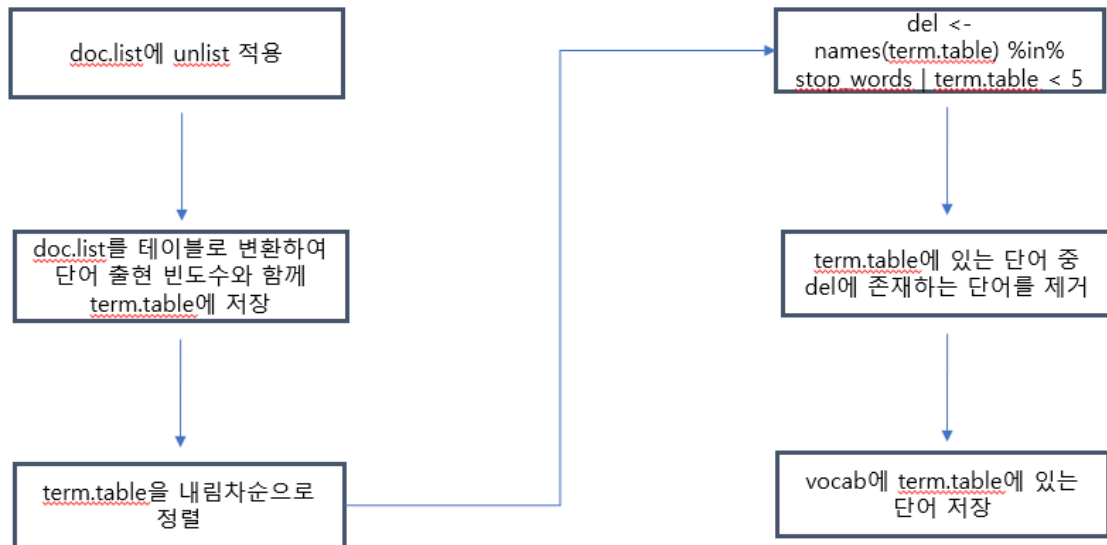 doc.list에 unlist 적용
doc.list를 테이블로 변환하여
단어 출현 빈도수와 함께
term.table에 저장
term.table을 내림차순으로
정렬
del <-
names(term.table) %in%
stop_words | term.table < 5
term.table에 있는 단어 중
del에 존재하는 단어를 제거
vocab에 term.table에 있는
단어 저장